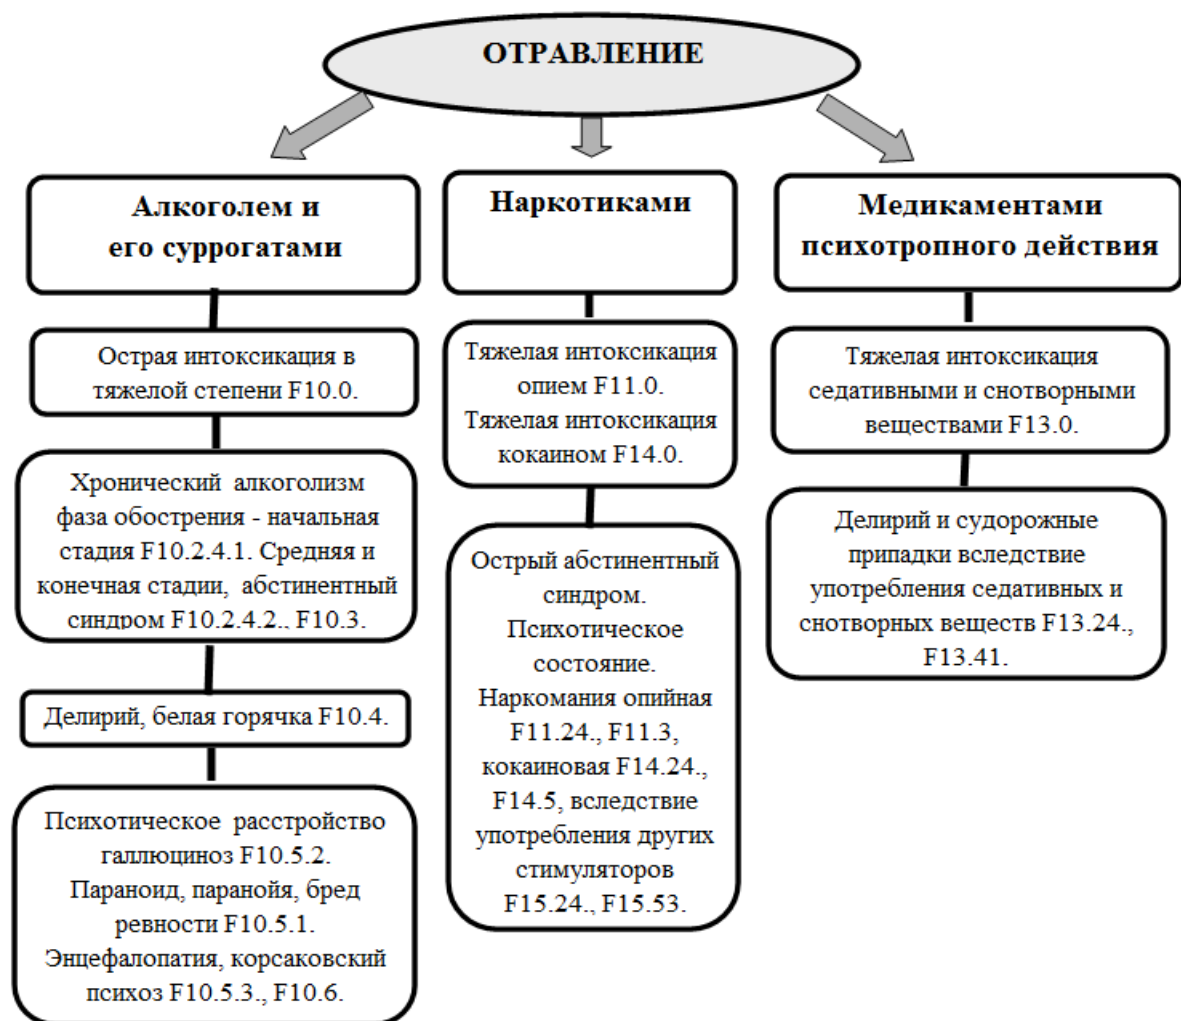 ОТРАВЛЕНИЕ
Алкоголем и
его суррогатами
Острая интоксикация в
тяжелой степени F10.0.
Хронический алкоголизм
фаза обострения - начальная
стадия F10.2.4.1. Средняя и
конечная стадии, абстинентный
синдром F10.2.4.2., F10.3.
Делирий, белая горячка F10.4.
Психотическое расстройство
галлюциноз F10.5.2.
Параноид, паранойя, бред
ревности F10.5.1.
Энцефалопатия, корсаковский
психоз F10.5.3., F10.6.
Наркотиками
Тяжелая интоксикация
опием F11.0.
Тяжелая интоксикация
кокаином F14.0.
Острый абстинентный
синдром.
Психотическое
состояние.
Наркомания опийная
F11.24., F11.3,
кокаиновая F14.24.,
F14.5, вследствие
употребления других
стимуляторов
F15.24., F15.53.
Медикаментами
психотропного действия
Тяжелая интоксикация
седативными и снотворными
веществами F13.0.
Делирий и судорожные
припадки вследствие
употребления седативных и
снотворных веществ F13.24.,
F13.41.